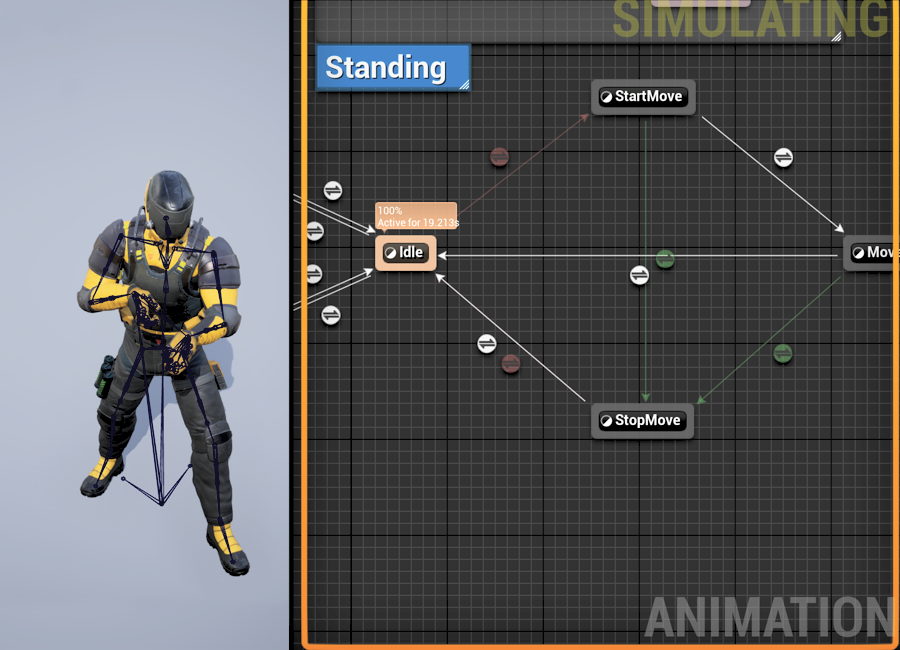 SIMULATING
Standing
StartMove
100%
Active for 19.213s
Idle
Mov
StopMove
ANIMATION